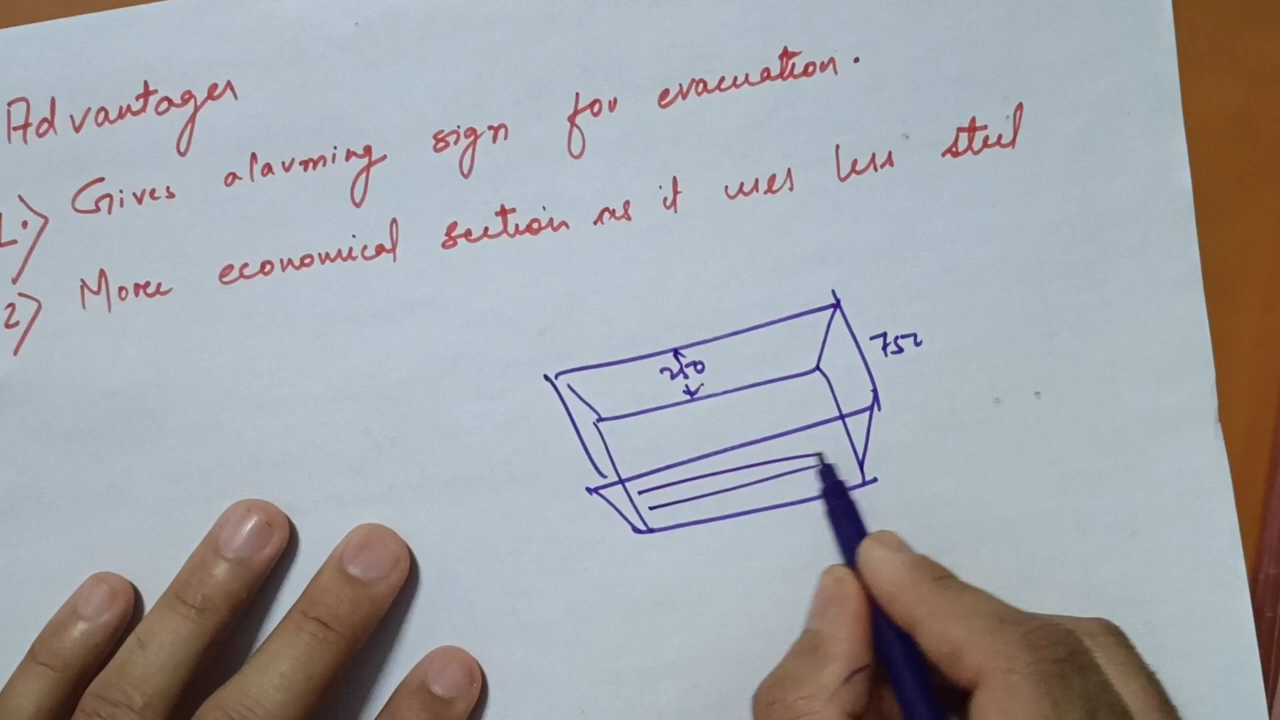 Advantages
1.) Gives alarming sign for evacuation.
2) More economical section as it uses less steel
250
750